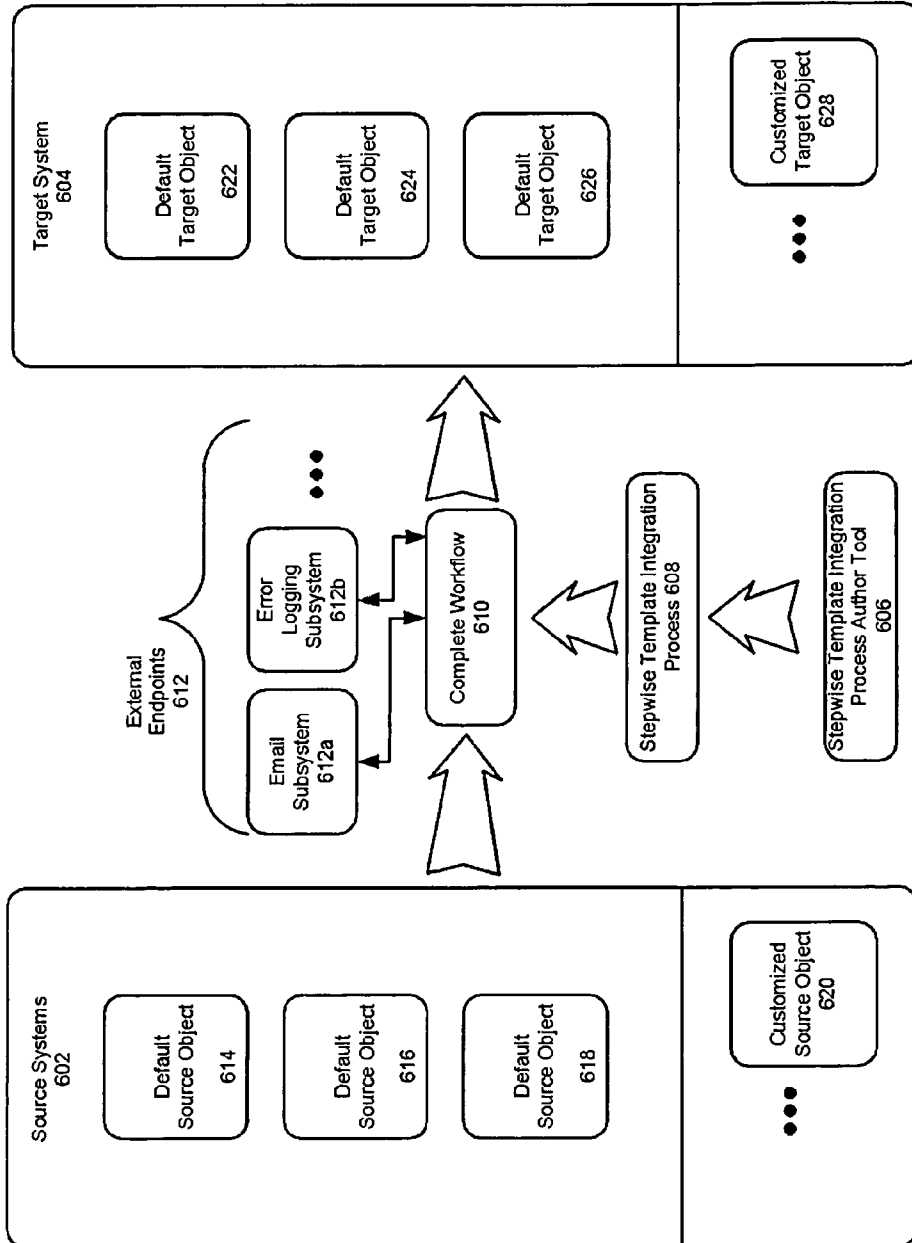 Source Systems
602
Default
Source Object
614
Default
Source Object
616
Default
Source Object
618
Customized
Source Object
620
External
Endpoints
612
Email
Subsystem
612a
Error
Logging
Subsystem
612b
Complete Workflow
610
Stepwise Template Integration
Process 608
Stepwise Template Integration
Process Author Tool
606
Target System
604
Default
Target Object
622
Default
Target Object
624
Default
Target Object
626
Customized
Target Object
628